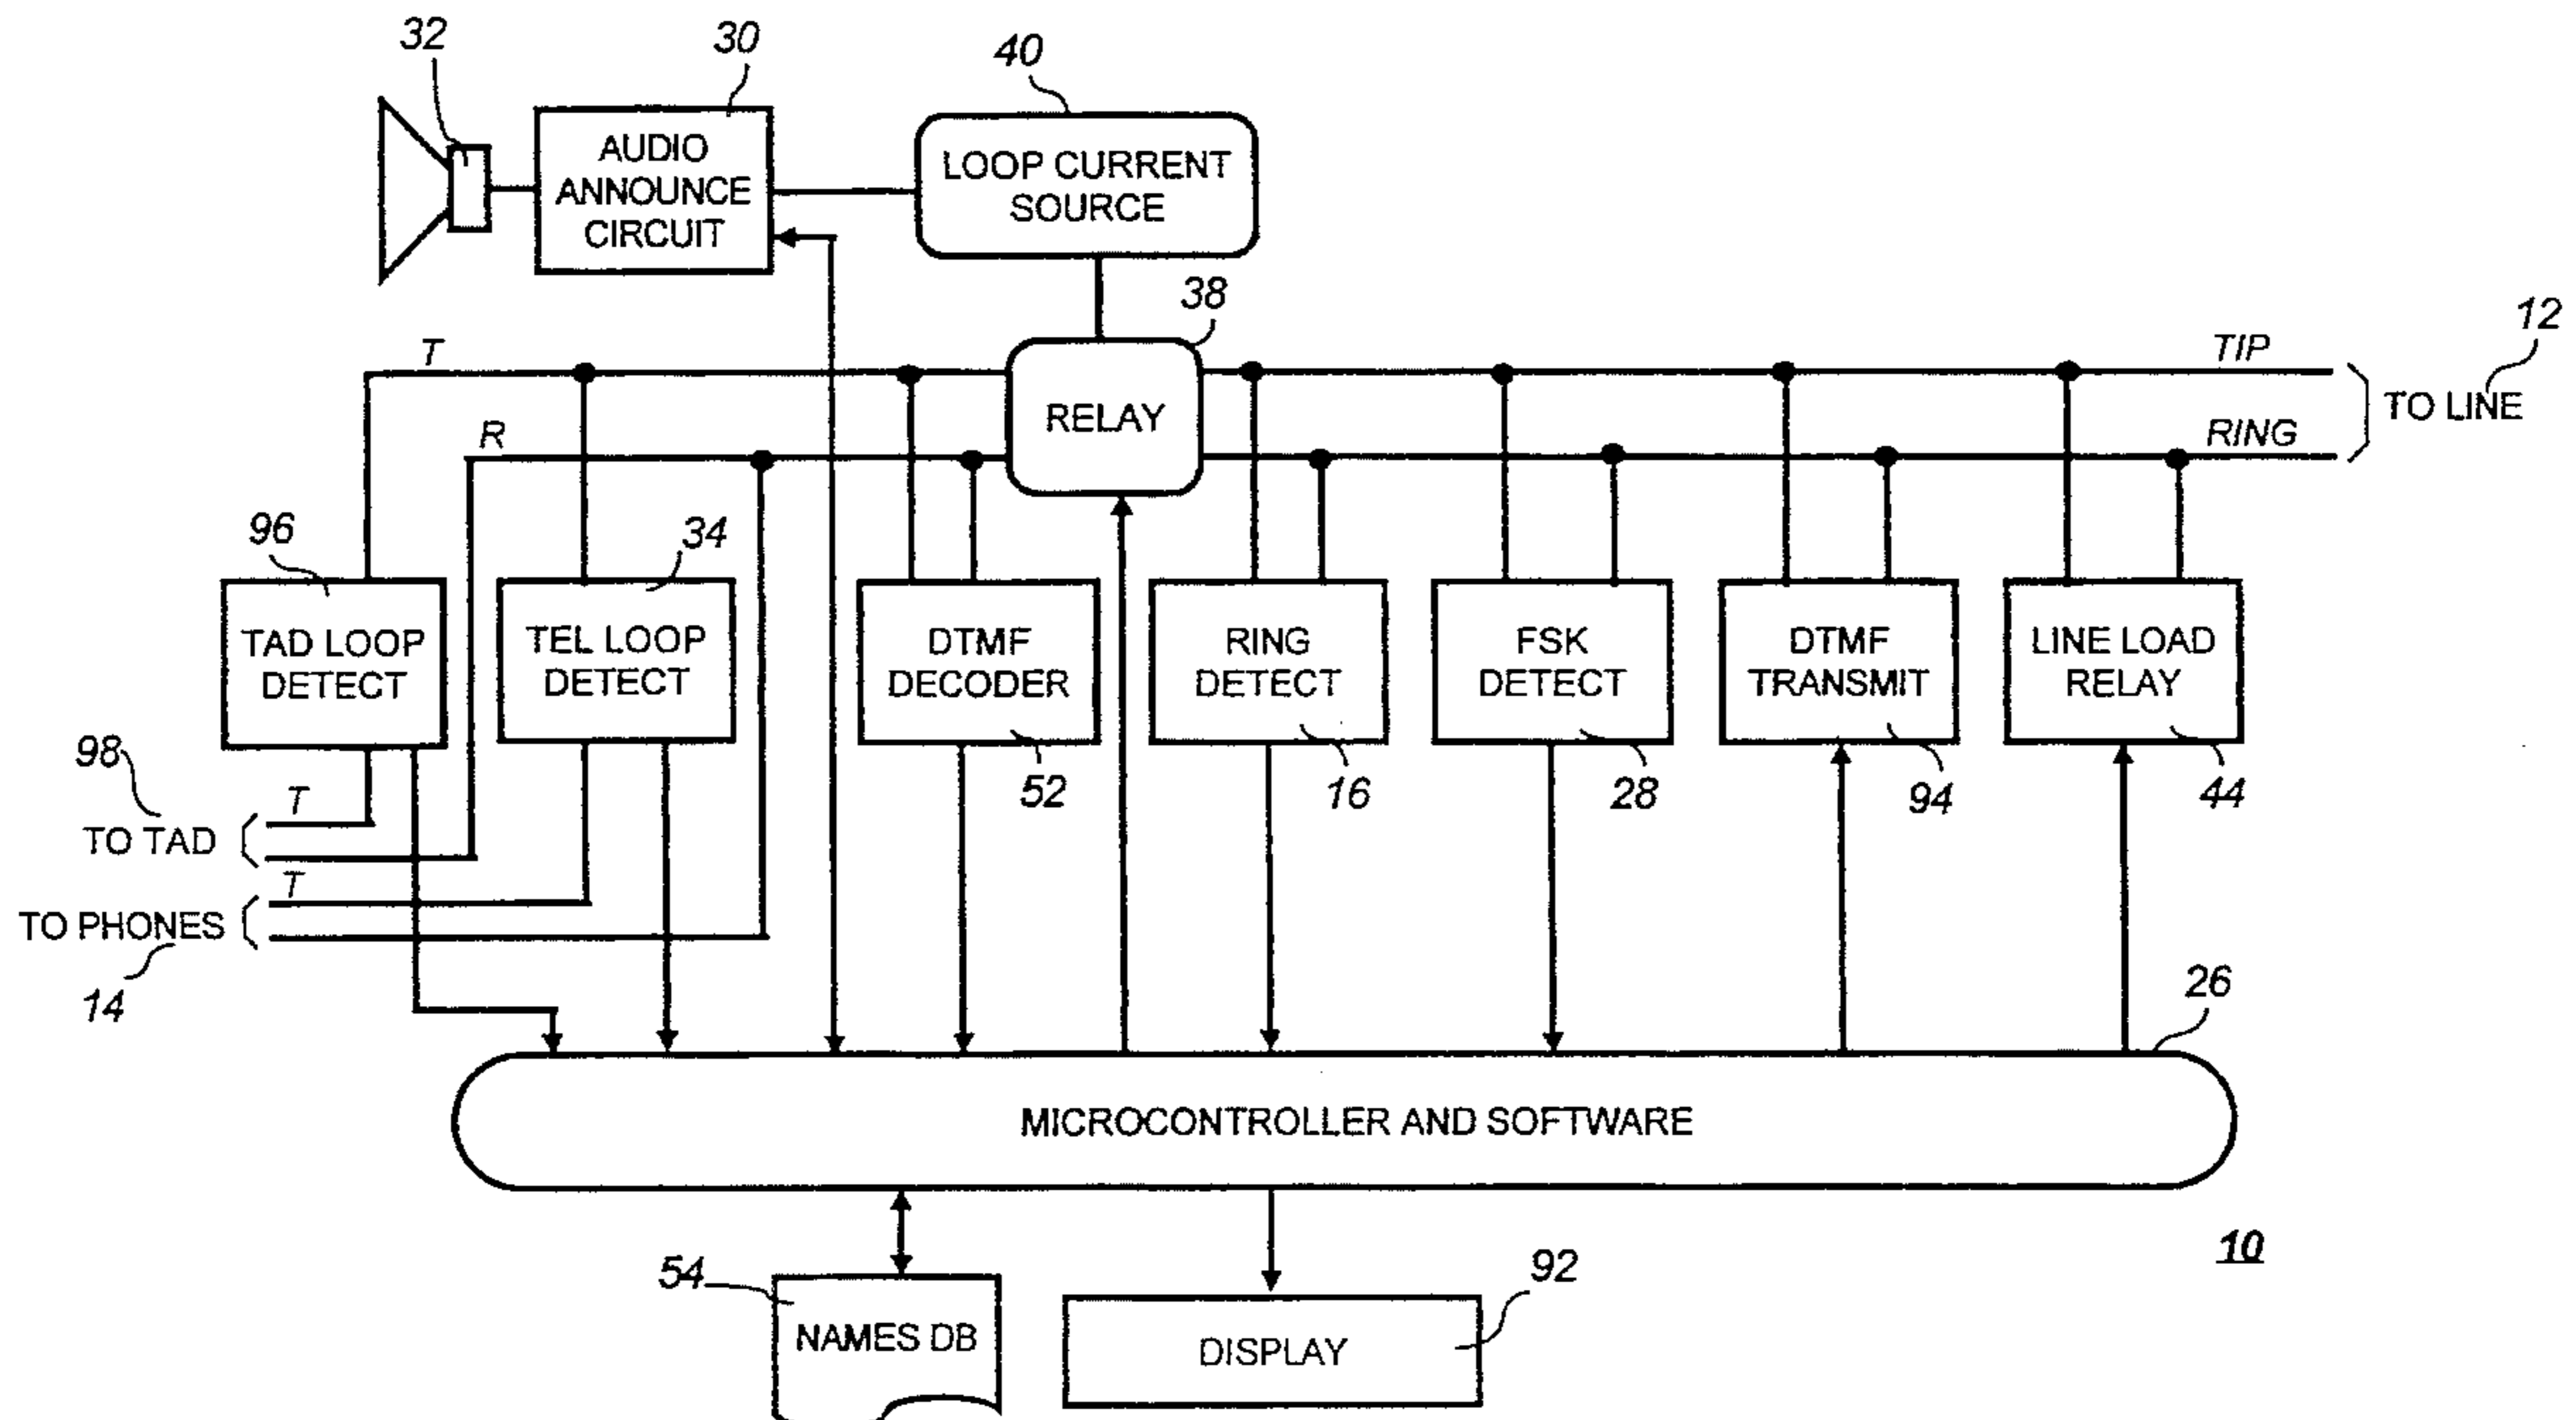 32
30
40
AUDIO
ANNOUNCE
CIRCUIT
LOOP CURRENT
SOURCE
38
12
T
TIP
RELAY
TO LINE
R
RING
96
34
TAD LOOP
DETECT
TEL LOOP
DETECT
DTMF
DECODER
RING
DETECT
FSK
DETECT
DTMF
TRANSMIT
LINE LOAD
RELAY
98
52
16
28
94
44
T
TO TAD
T
TO PHONES
14
26
MICROCONTROLLER AND SOFTWARE
10
54
92
NAMES DB
DISPLAY